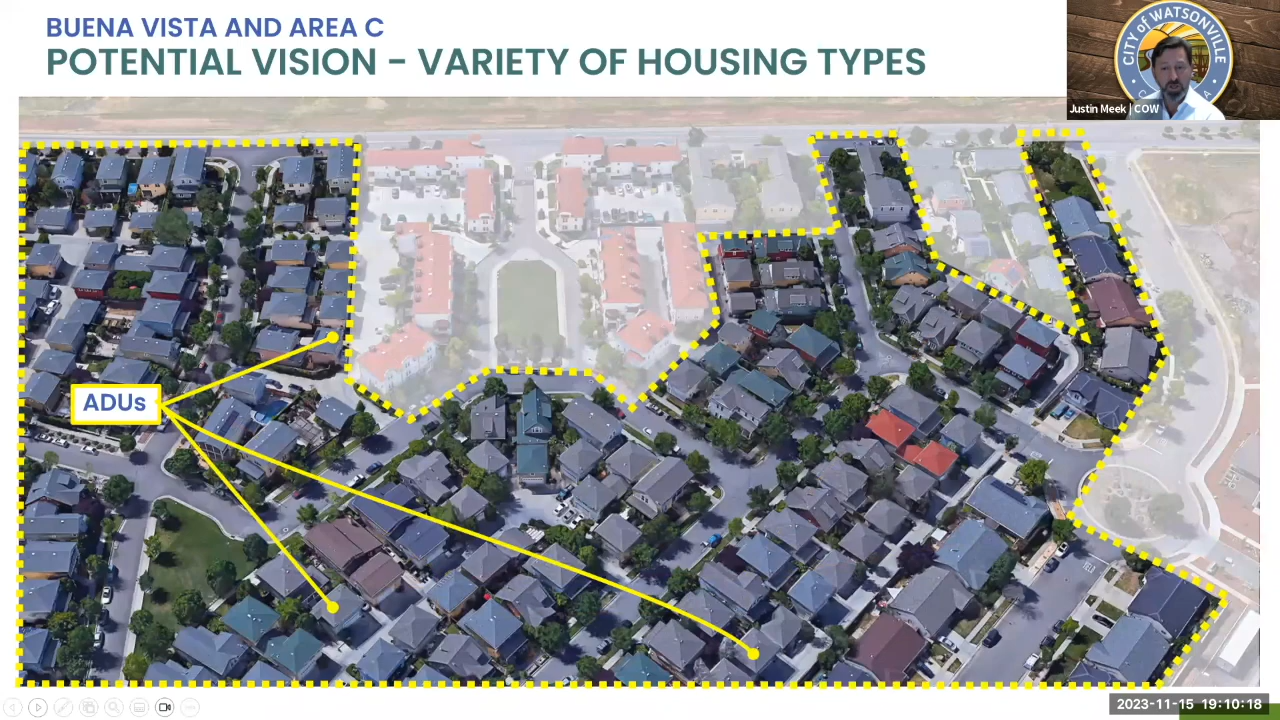 BUENA VISTA AND AREA C
POTENTIAL VISION – VARIETY OF HOUSING TYPES
CITY of WATSONVILLE
Justin Meek | COW
ADUs
2023-11-15 19:10:18